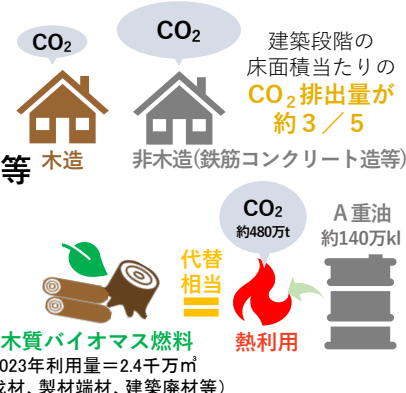 CO₂
CO₂
建築段階の
床面積当たりの
CO₂排出量が
約３／５
等
木造
非木造(鉄筋コンクリート造等)
CO₂
約480万t
A重油
約140万kl
代替
相当
木質バイオマス燃料
熱利用
023年利用量＝2.4千万㎥
材、製材端材、建築廃材等）